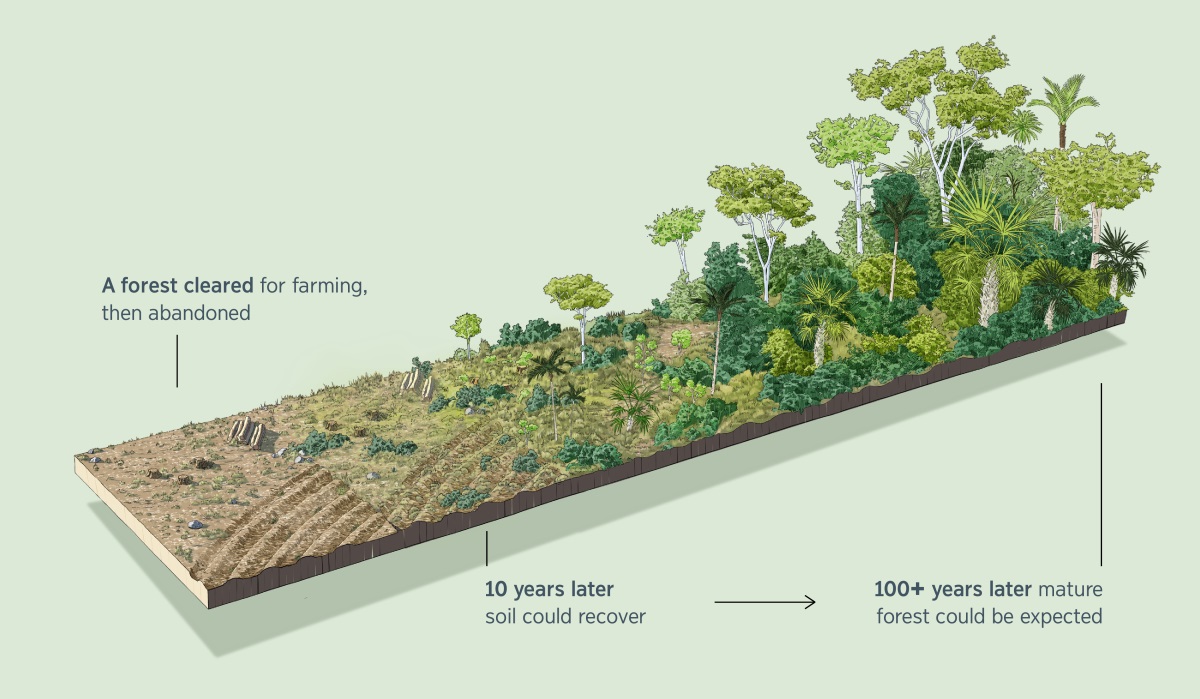 A forest cleared for farming,
then abandoned
10 years later
soil could recover
100+ years later mature
forest could be expected